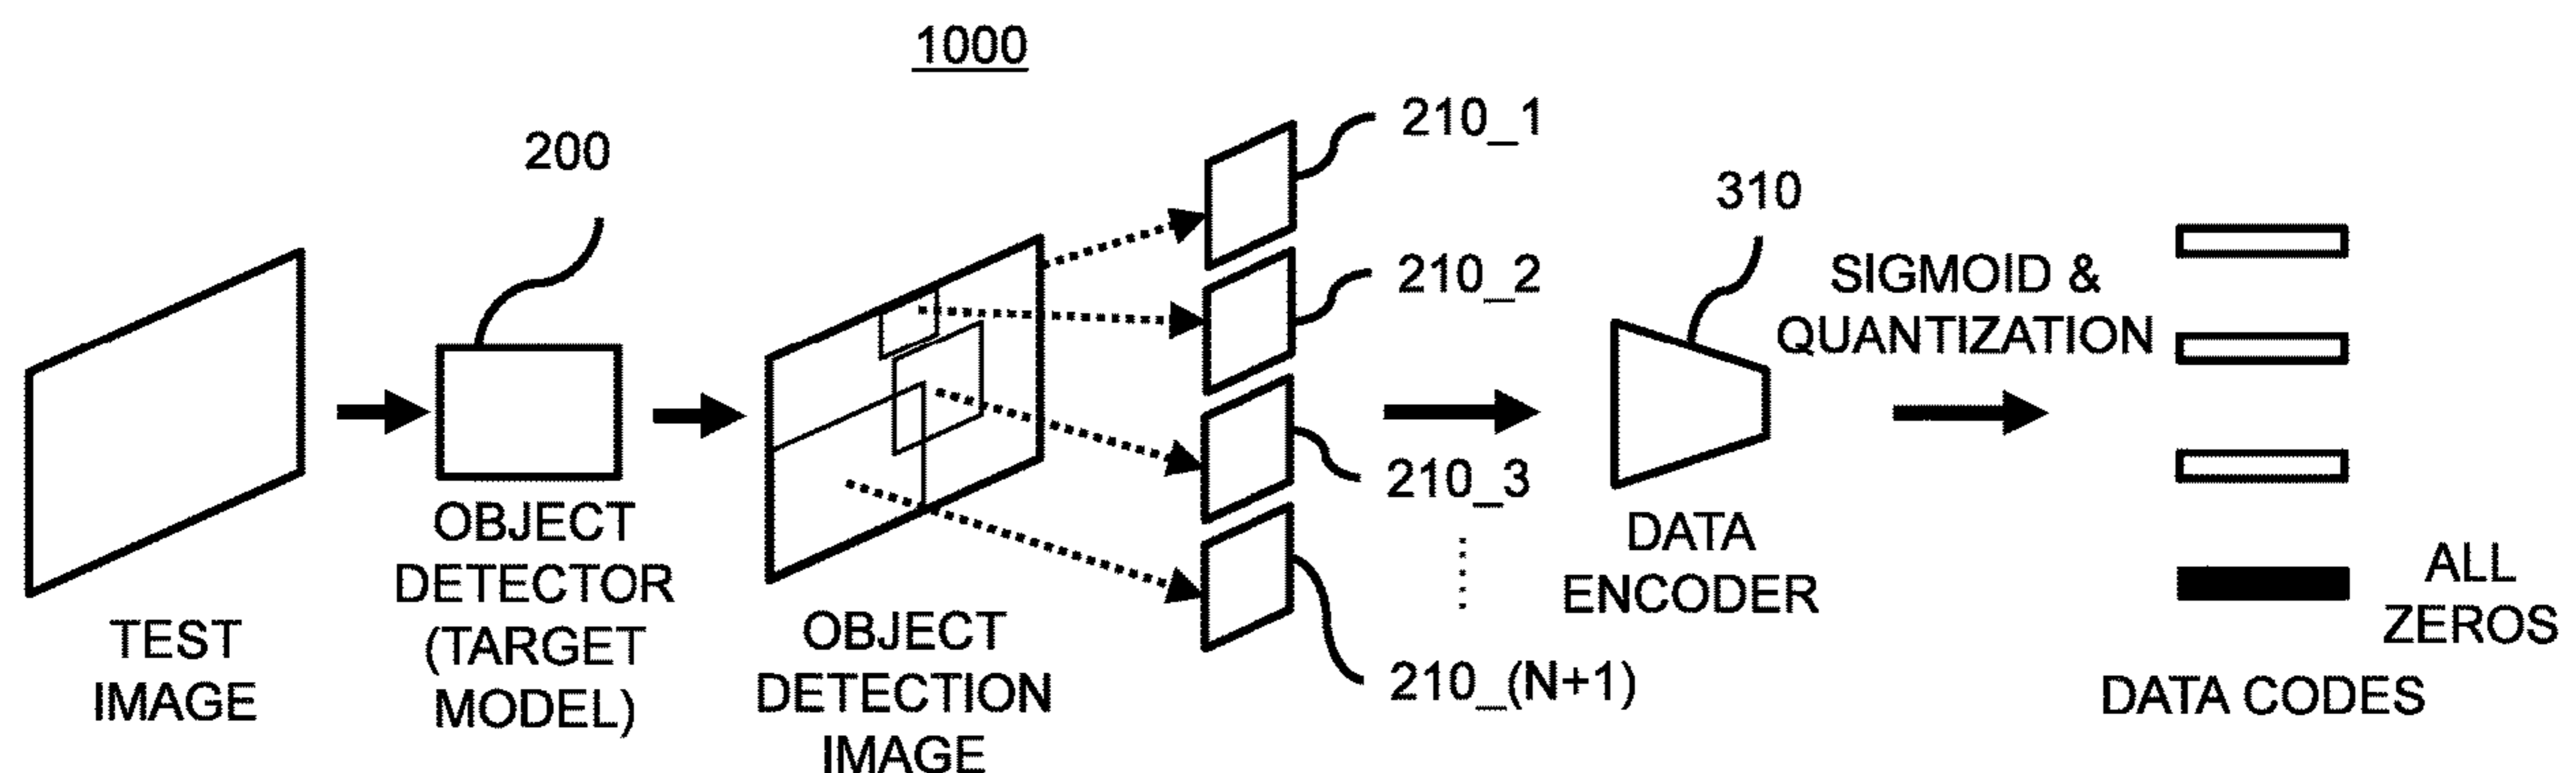 1000
200
210_1
210_2
210_3
210_(N+1)
310
SIGMOID &
QUANTIZATION
TEST
IMAGE
OBJECT
DETECTOR
(TARGET
MODEL)
OBJECT
DETECTION
IMAGE
DATA
ENCODER
ALL
ZEROS
DATA CODES